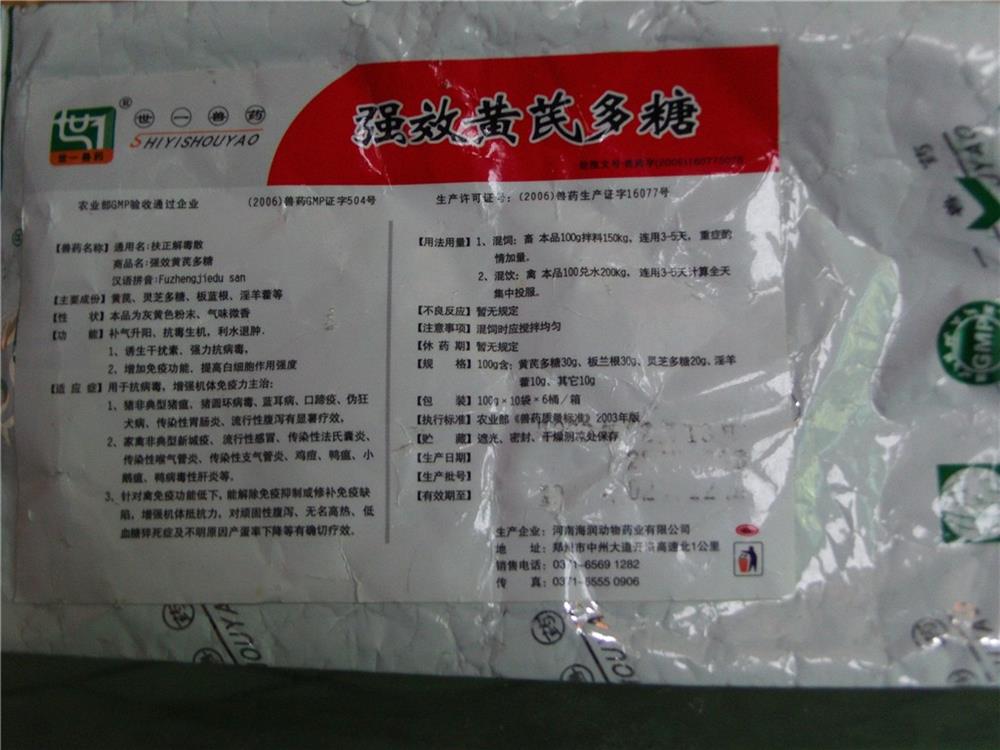 世一
世一兽药
®
世一兽药
SHIYISHOUYAO
强效黄芪多糖
农业部GMP验收通过企业
(2006)兽药GMP证字504号
生产许可证号:(2006)兽药生产证字16077号
【兽药名称】通用名:扶正解毒散
商品名:强效黄芪多糖
汉语拼音:Fuzhengjiedu san
【主要成份】黄芪、灵芝多糖、板蓝根、淫羊藿等
【性 状】本品为灰黄色粉末、气味微香
【功 能】补气升阳、抗毒生机,利水退肿.
1、诱生干扰素、强力抗病毒,
2、增加免疫功能、提高白细胞作用强度
【适 应 症】用于抗病毒,增强机体免疫力主治:
1、猪非典型猪瘟、猪圆环病毒、蓝耳病、口蹄疫、伪狂
犬病、传染性胃肠炎、流行性腹泻有显著疗效。
2、家禽非典型新城疫、流行性感冒、传染性法氏囊炎、
传染性喉气管炎、传染性支气管炎、鸡痘、鸭瘟、小
鹅瘟、鸭病毒性肝炎等。
3、针对禽免疫功能低下,能解除免疫抑制或修补免疫缺
陷,增强机体抵抗力,对顽固性腹泻、无名高热、低
血糖猝死症及不明原因产蛋率下降等有确切疗效。
【用法用量】1、混饲:畜 本品100g拌料150kg,连用3-5天,重症酌
情加量。
2、混饮:禽 本品100兑水200kg,连用3-5天计算全天
集中投服。
【不良反应】暂无规定
【注意事项】混饲时应搅拌均匀
【休 药 期】暂无规定
【规 格】100g含:黄芪多糖30g、板兰根30g、灵芝多糖20g、淫羊
藿10g、其它10g
【包 装】100g×10袋×6桶/箱
【执行标准】农业部《兽药质量标准》2003年版
【贮 藏】遮光、密封、干燥阴凉处保存
【生产日期】
【生产批号】
【有效期至】
生产企业:河南海润动物药业有限公司
地 址:郑州市中州大道开洛高速北1公里
销售电话:0371-6569 1282
传 真:0371-6555 0906
GMP
药